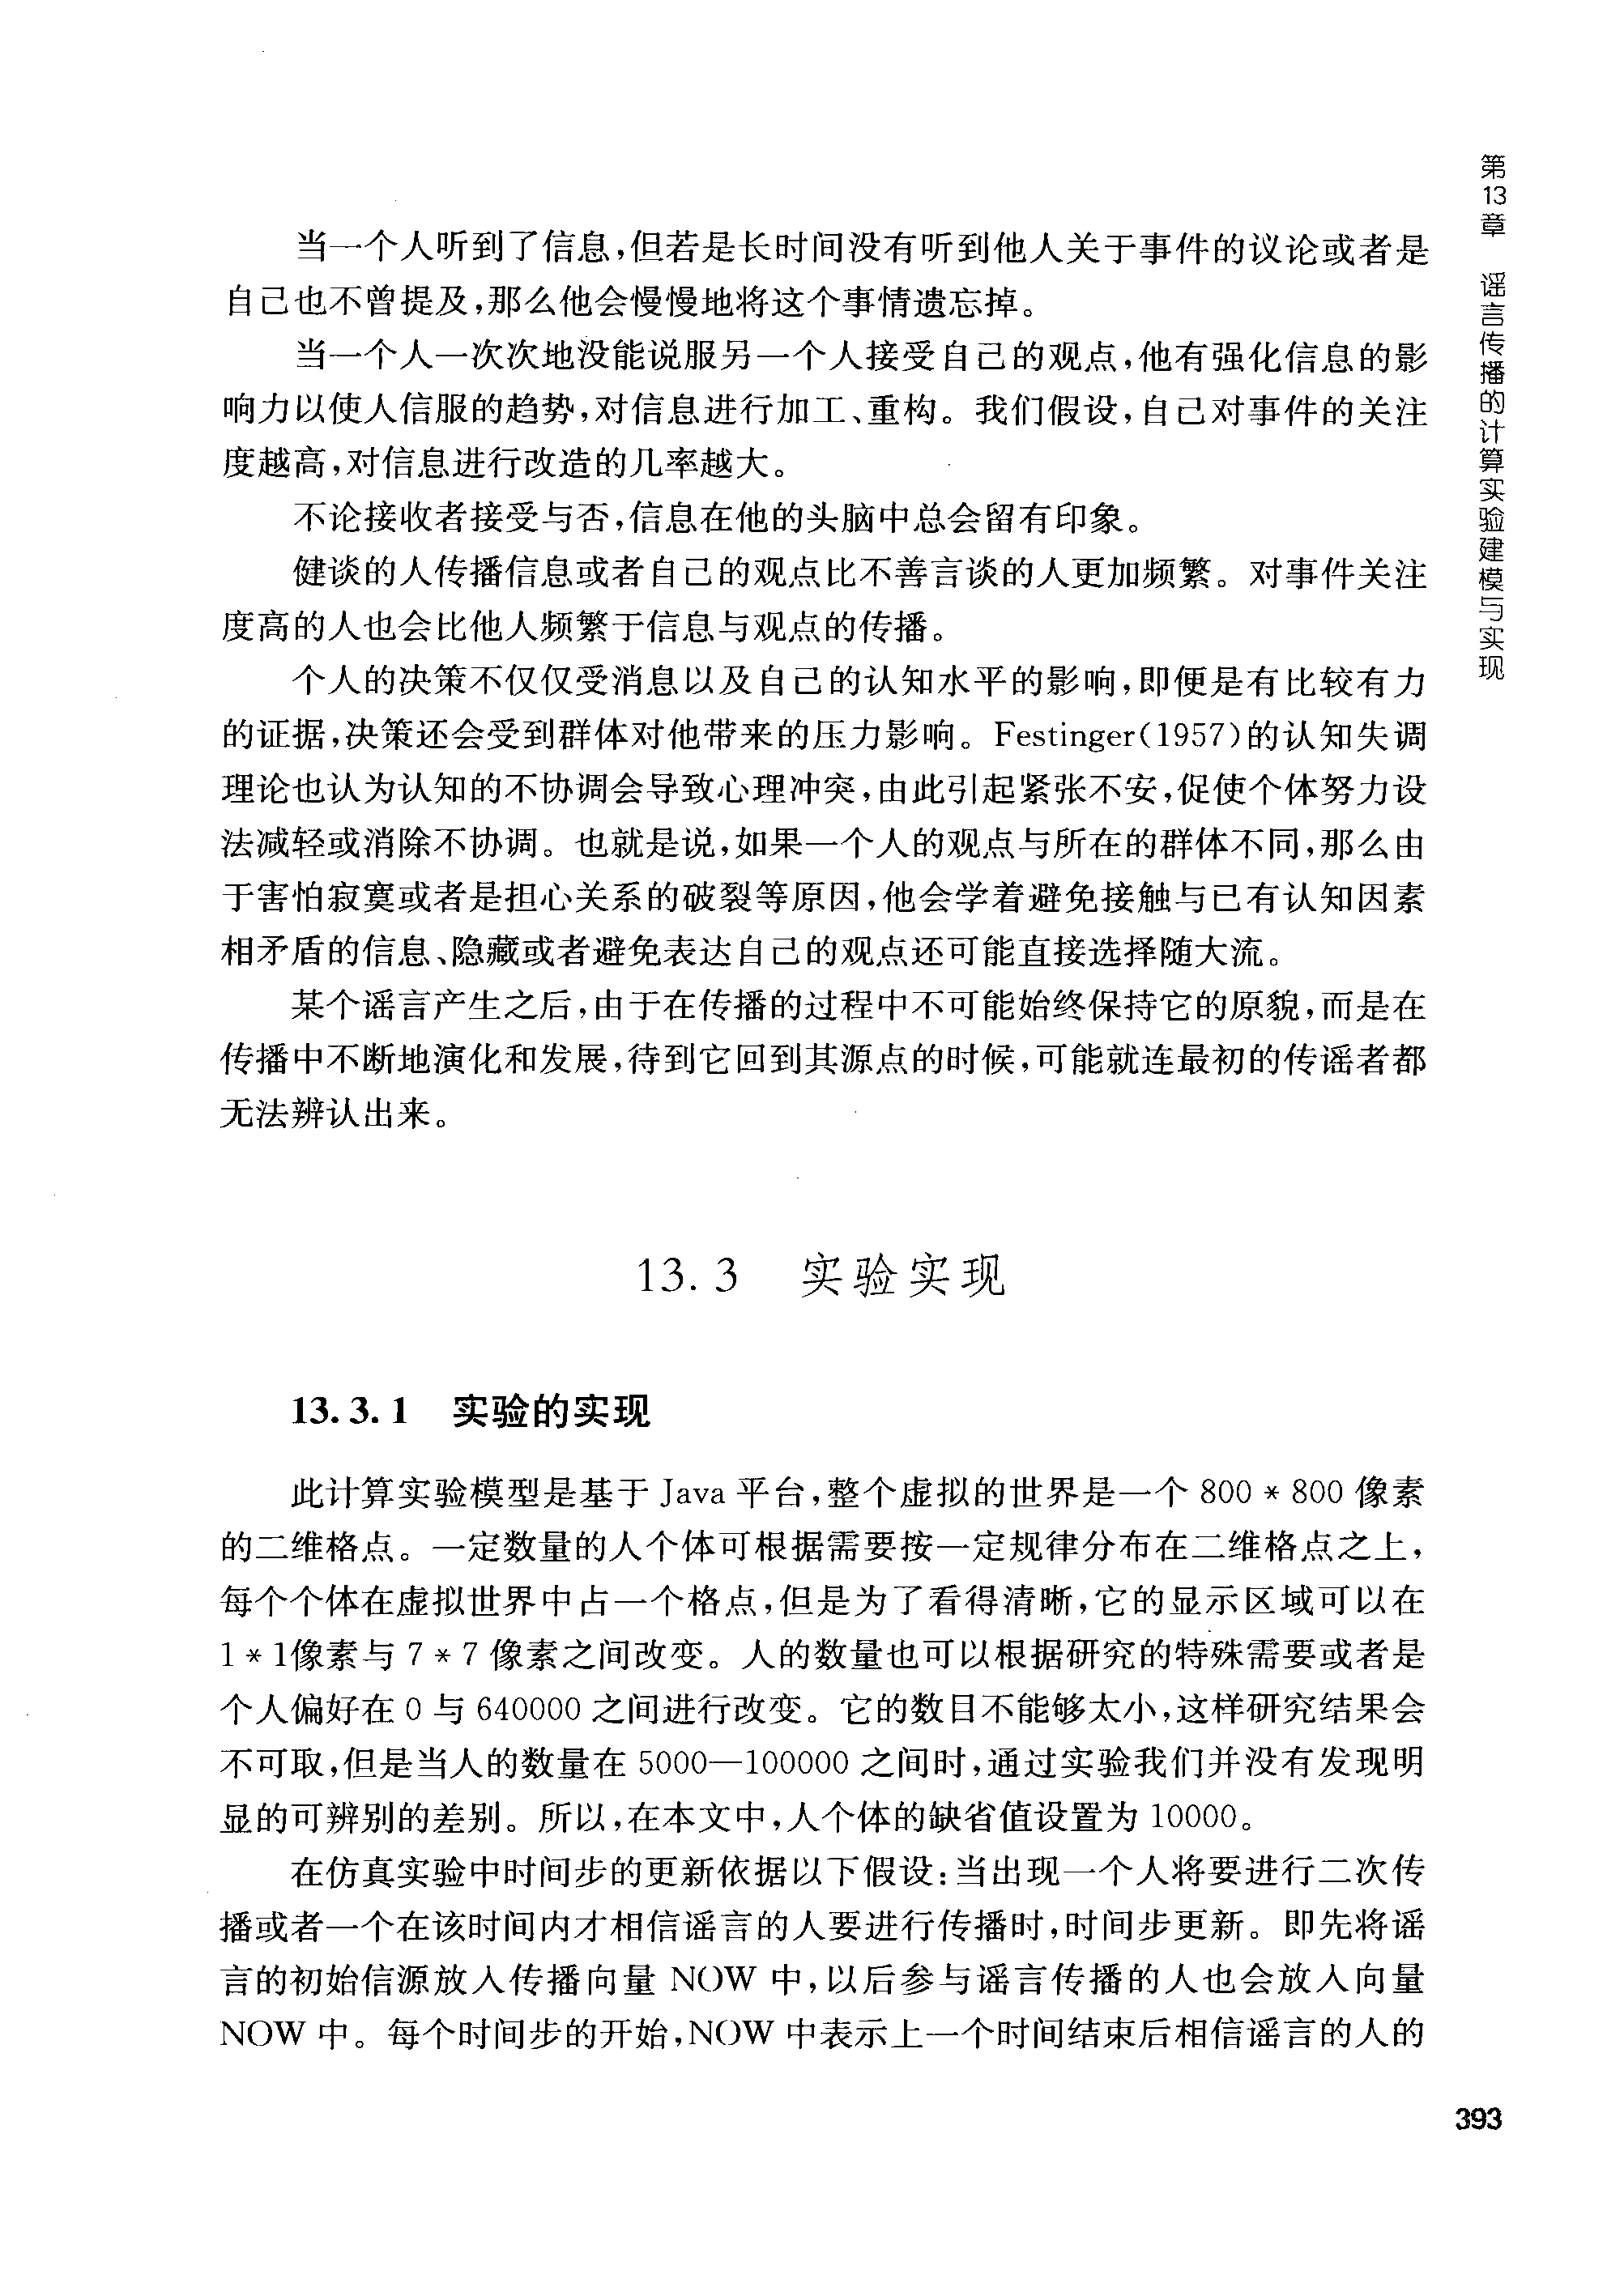 第13章 谣言传播的计算实验建模与实现
当一个人听到了信息,但若是长时间没有听到他人关于事件的议论或者是
自己也不曾提及,那么他会慢慢地将这个事情遗忘掉。
当一个人一次次地没能说服另一个人接受自己的观点,他有强化信息的影
响力以使人信服的趋势,对信息进行加工、重构。我们假设,自己对事件的关注
度越高,对信息进行改造的几率越大。
不论接收者接受与否,信息在他的头脑中总会留有印象。
健谈的人传播信息或者自己的观点比不善言谈的人更加频繁。对事件关注
度高的人也会比他人频繁于信息与观点的传播。
个人的决策不仅仅受消息以及自己的认知水平的影响,即便是有比较有力
的证据,决策还会受到群体对他带来的压力影响。Festinger(1957)的认知失调
理论也认为认知的不协调会导致心理冲突,由此引起紧张不安,促使个体努力设
法减轻或消除不协调。也就是说,如果一个人的观点与所在的群体不同,那么由
于害怕寂寞或者是担心关系的破裂等原因,他会学着避免接触与已有认知因素
相矛盾的信息、隐藏或者避免表达自己的观点还可能直接选择随大流。
某个谣言产生之后,由于在传播的过程中不可能始终保持它的原貌,而是在
传播中不断地演化和发展,待到它回到其源点的时候,可能就连最初的传谣者都
无法辨认出来。
13.3 实验实现
13.3.1 实验的实现
此计算实验模型是基于 Java 平台,整个虚拟的世界是一个 800 * 800 像素
的二维格点。一定数量的人个体可根据需要按一定规律分布在二维格点之上,
每个个体在虚拟世界中占一个格点,但是为了看得清晰,它的显示区域可以在
1 * 1像素与 7 * 7 像素之间改变。人的数量也可以根据研究的特殊需要或者是
个人偏好在 0 与 640000 之间进行改变。它的数目不能够太小,这样研究结果会
不可取,但是当人的数量在 5000—100000 之间时,通过实验我们并没有发现明
显的可辨别的差别。所以,在本文中,人个体的缺省值设置为 10000。
在仿真实验中时间步的更新依据以下假设:当出现一个人将要进行二次传
播或者一个在该时间内才相信谣言的人要进行传播时,时间步更新。即先将谣
言的初始信源放入传播向量 NOW 中,以后参与谣言传播的人也会放入向量
NOW 中。每个时间步的开始,NOW 中表示上一个时间结束后相信谣言的人的
393